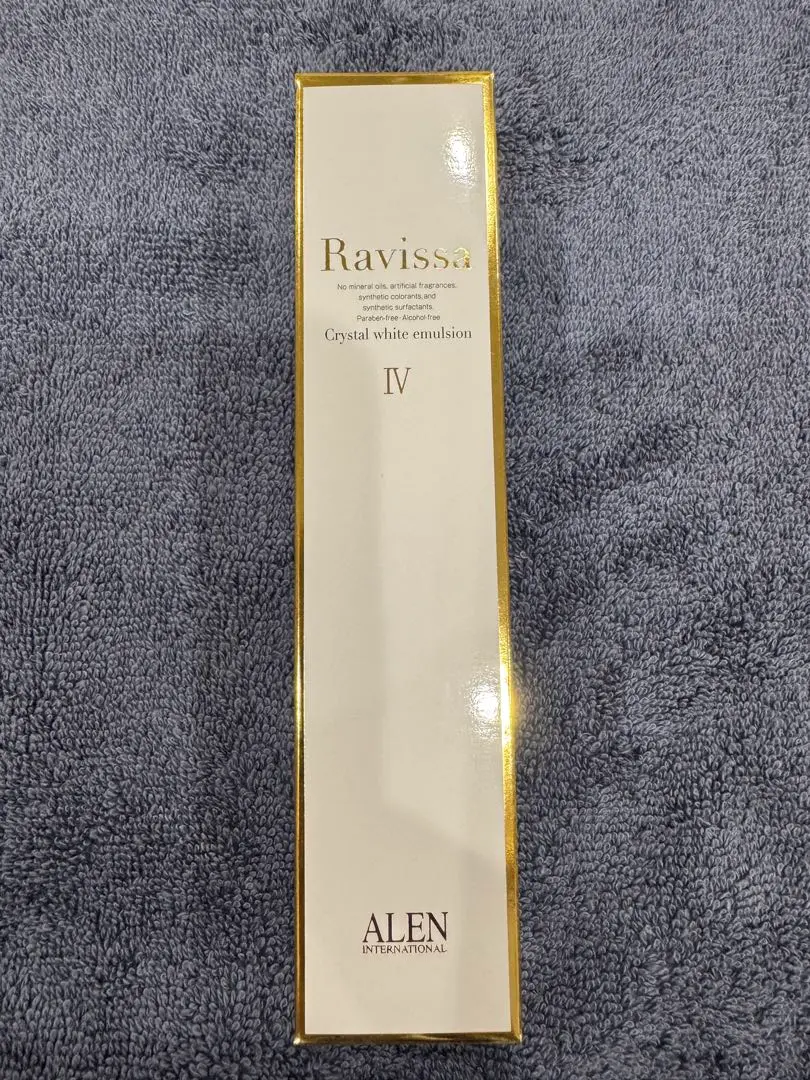 Ravissa
No mineral oils, artificial fragrances,
synthetic colorants, and
synthetic surfactants.
Paraben-free · Alcohol-free
Crystal white emulsion
IV
ALEN
INTERNATIONAL